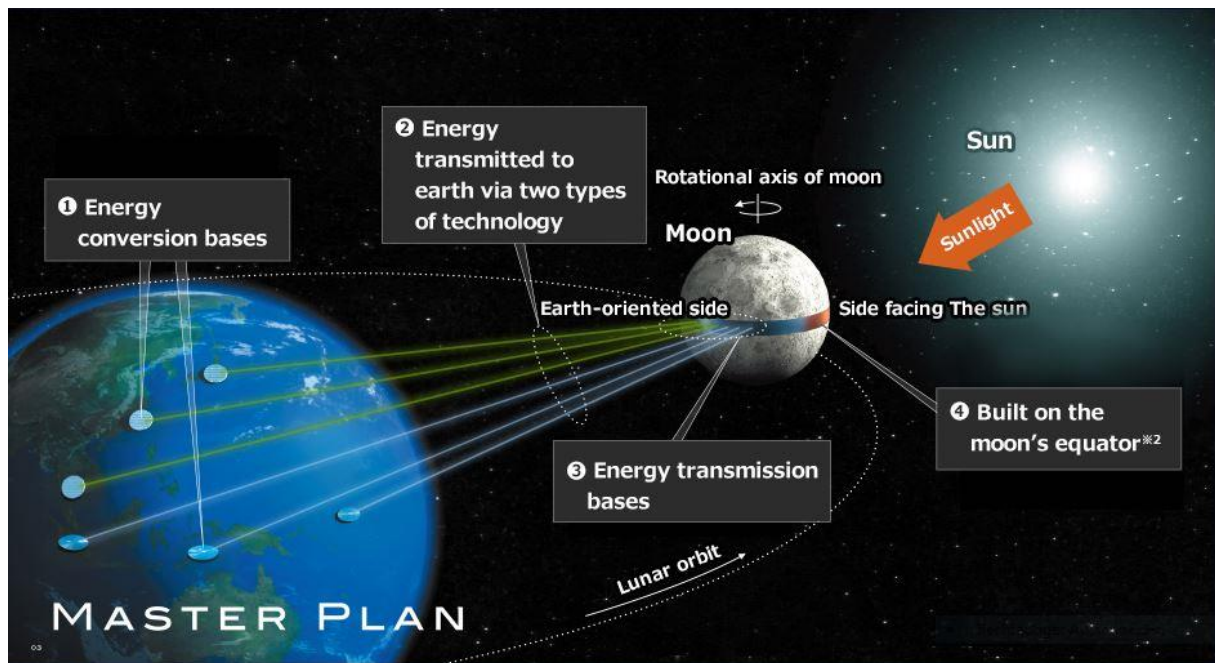 Sun
❷ Energy
transmitted to
earth via two types
of technology
Rotational axis of moon
Sunlight
❶ Energy
conversion bases
Moon
Earth-oriented side
Side facing The sun
❹ Built on the
moon's equator※2
❸ Energy transmission
bases
Lunar orbit
MASTER PLAN
03